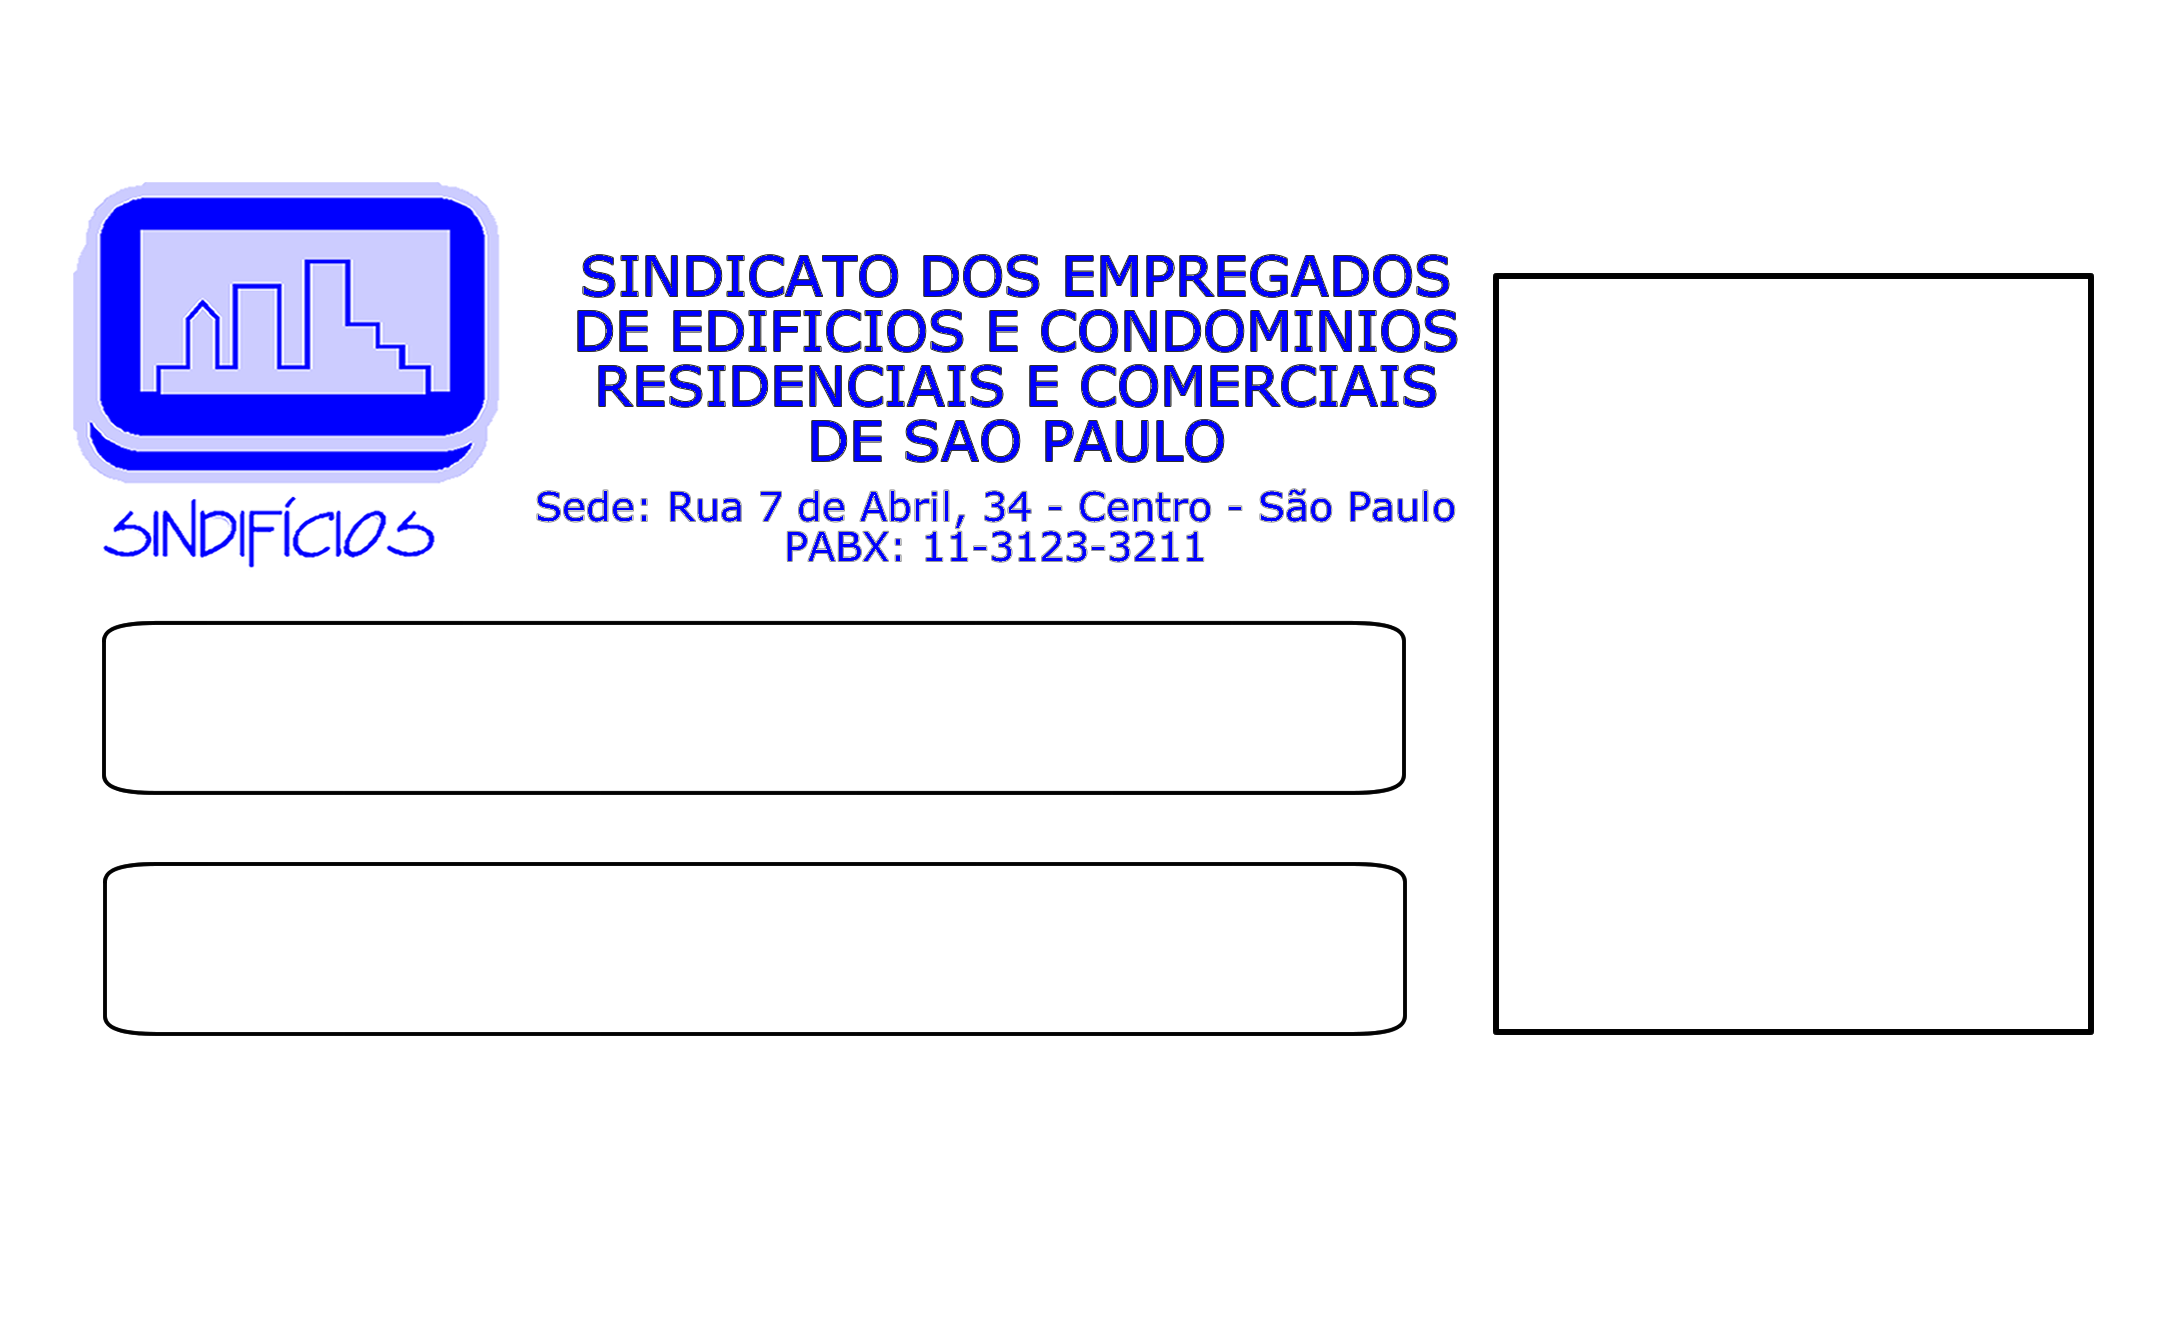 SINDICATO DOS EMPREGADOS
DE EDIFICIOS E CONDOMINIOS
RESIDENCIAIS E COMERCIAIS
DE SAO PAULO
Sede: Rua 7 de Abril, 34 - Centro - São Paulo
PABX: 11-3123-3211
SINDIFÍCIOS